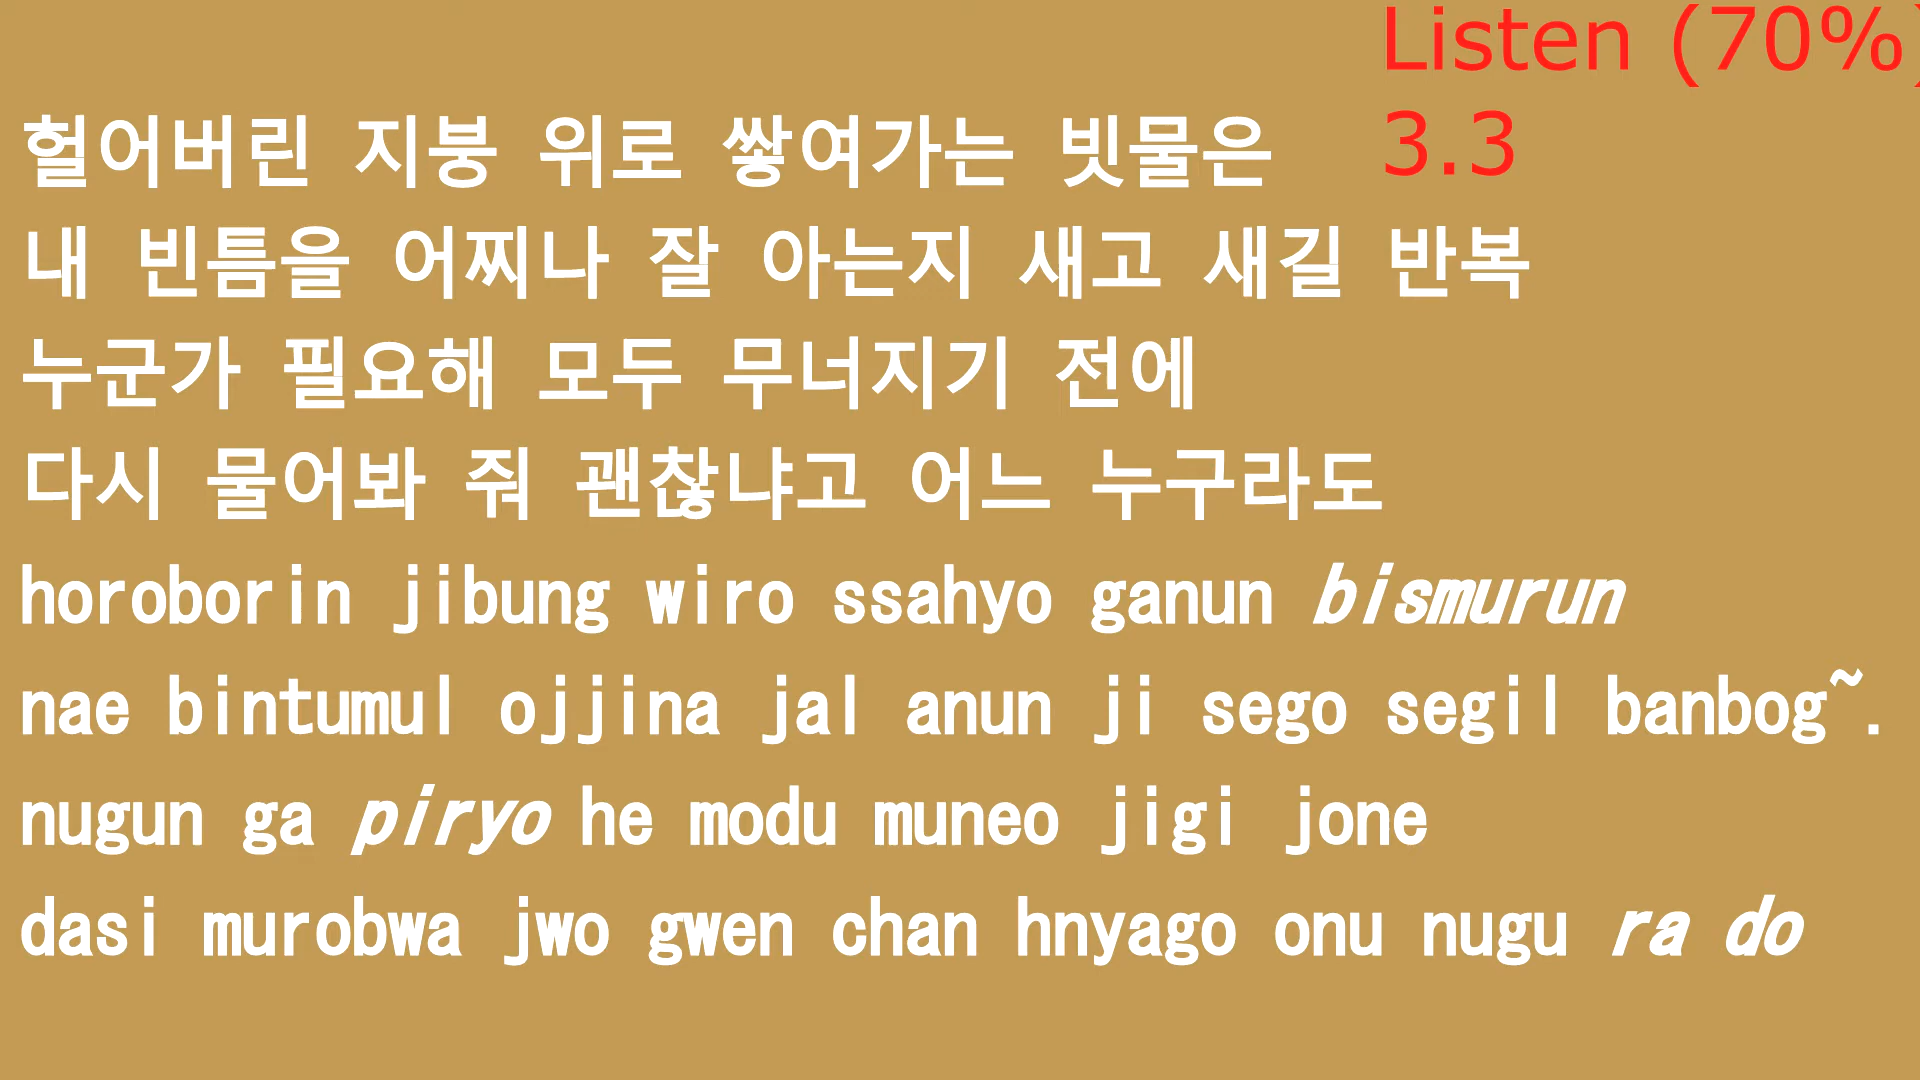 Listen (70%)
3.3
헐어버린 지붕 위로 쌓여가는 빗물은
내 빈틈을 어찌나 잘 아는지 새고 새길 반복
누군가 필요해 모두 무너지기 전에
다시 물어봐 줘 괜찮냐고 어느 누구라도
horoborin jibung wiro ssahyo ganun bismurun
nae bintumul ojjina jal anun ji sego segil banbog~.
nugun ga piryo he modu muneo jigi jone
dasi murobwa jwo gwen chan hnyago onu nugu ra do